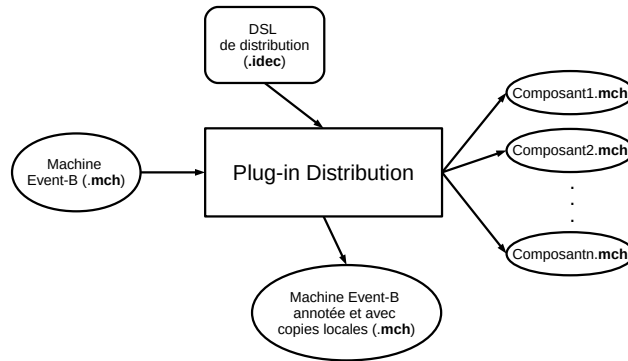 DSL
de distribution
(.idec)
Composant1.mch
Composant2.mch
.
.
.
Composantn.mch
Machine
Event-B (.mch)
Plug-in Distribution
Machine Event-B
annotée et avec
copies locales (.mch)